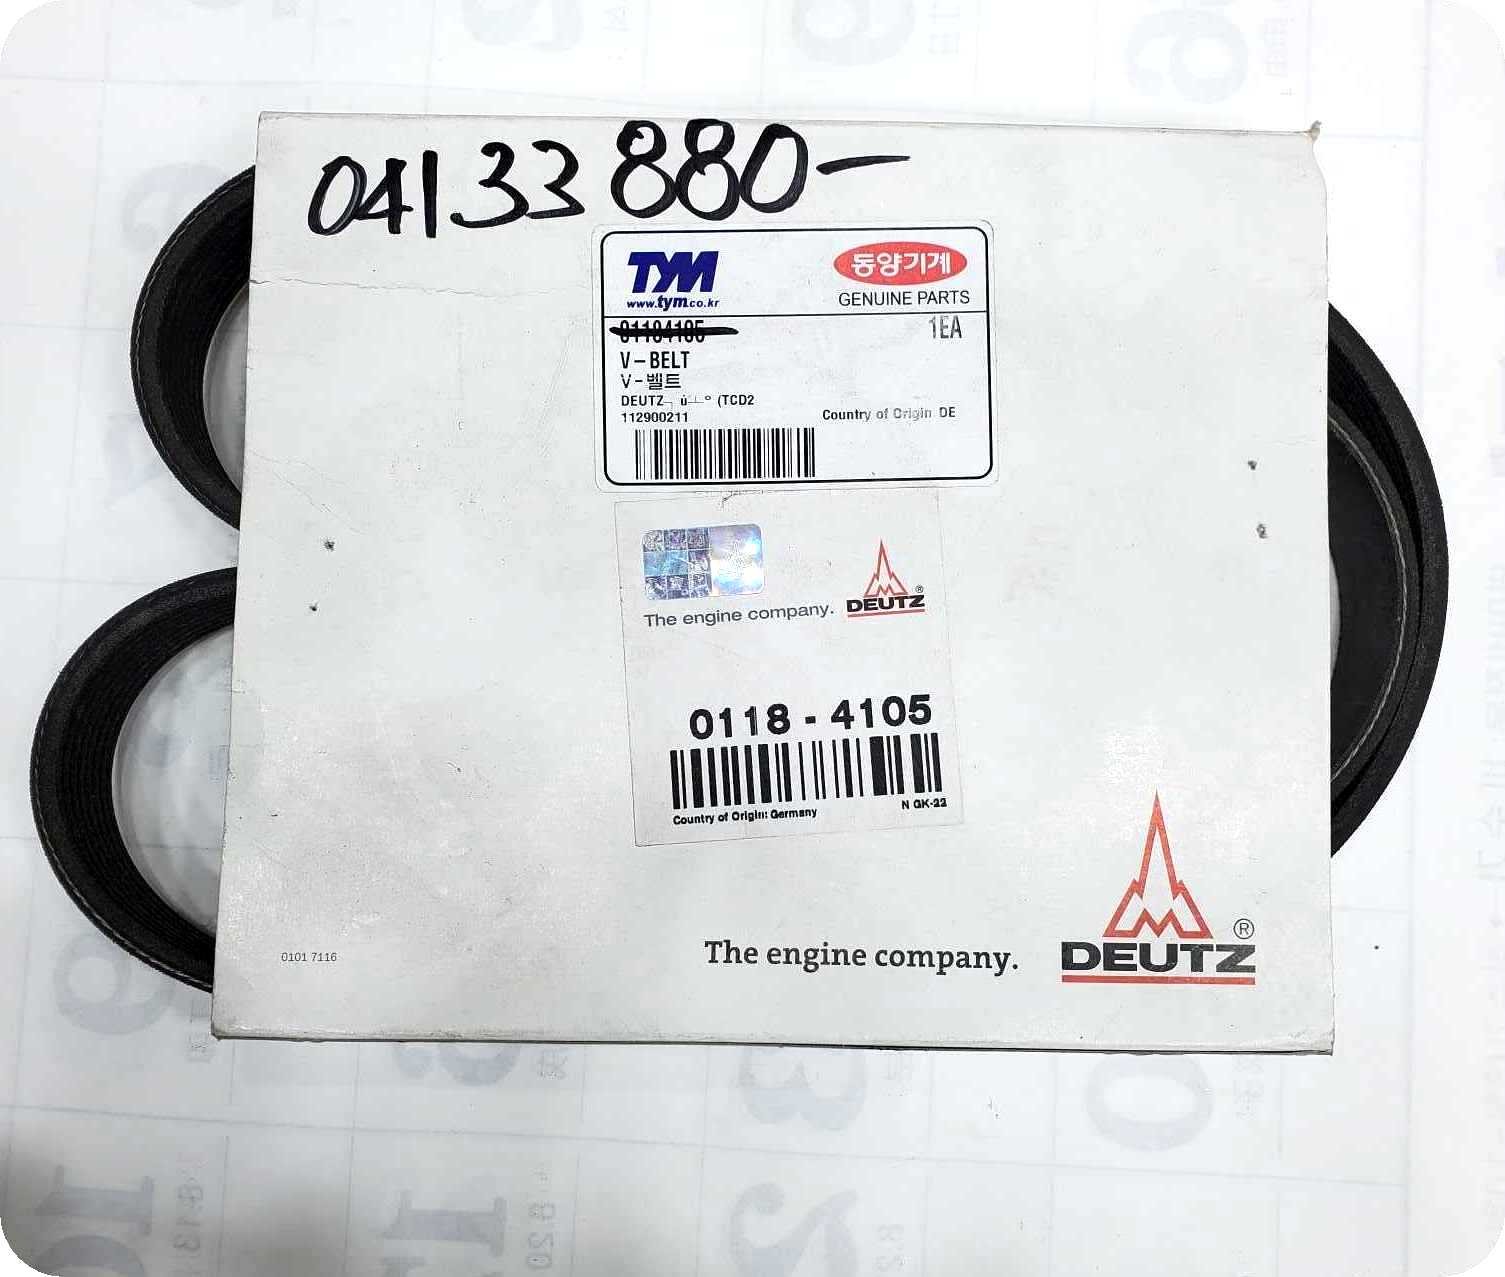 04133880-
TYM
www.tym.co.kr
동양기계
GENUINE PARTS
01184105
1EA
V-BELT
V-벨트
DEUTZ (TCD2
112900211
Country of Origin DE
The engine company.
DEUTZ®
0118 - 4105
Country of Origin: Germany
N GK-22
0101 7116
The engine company.
DEUTZ®